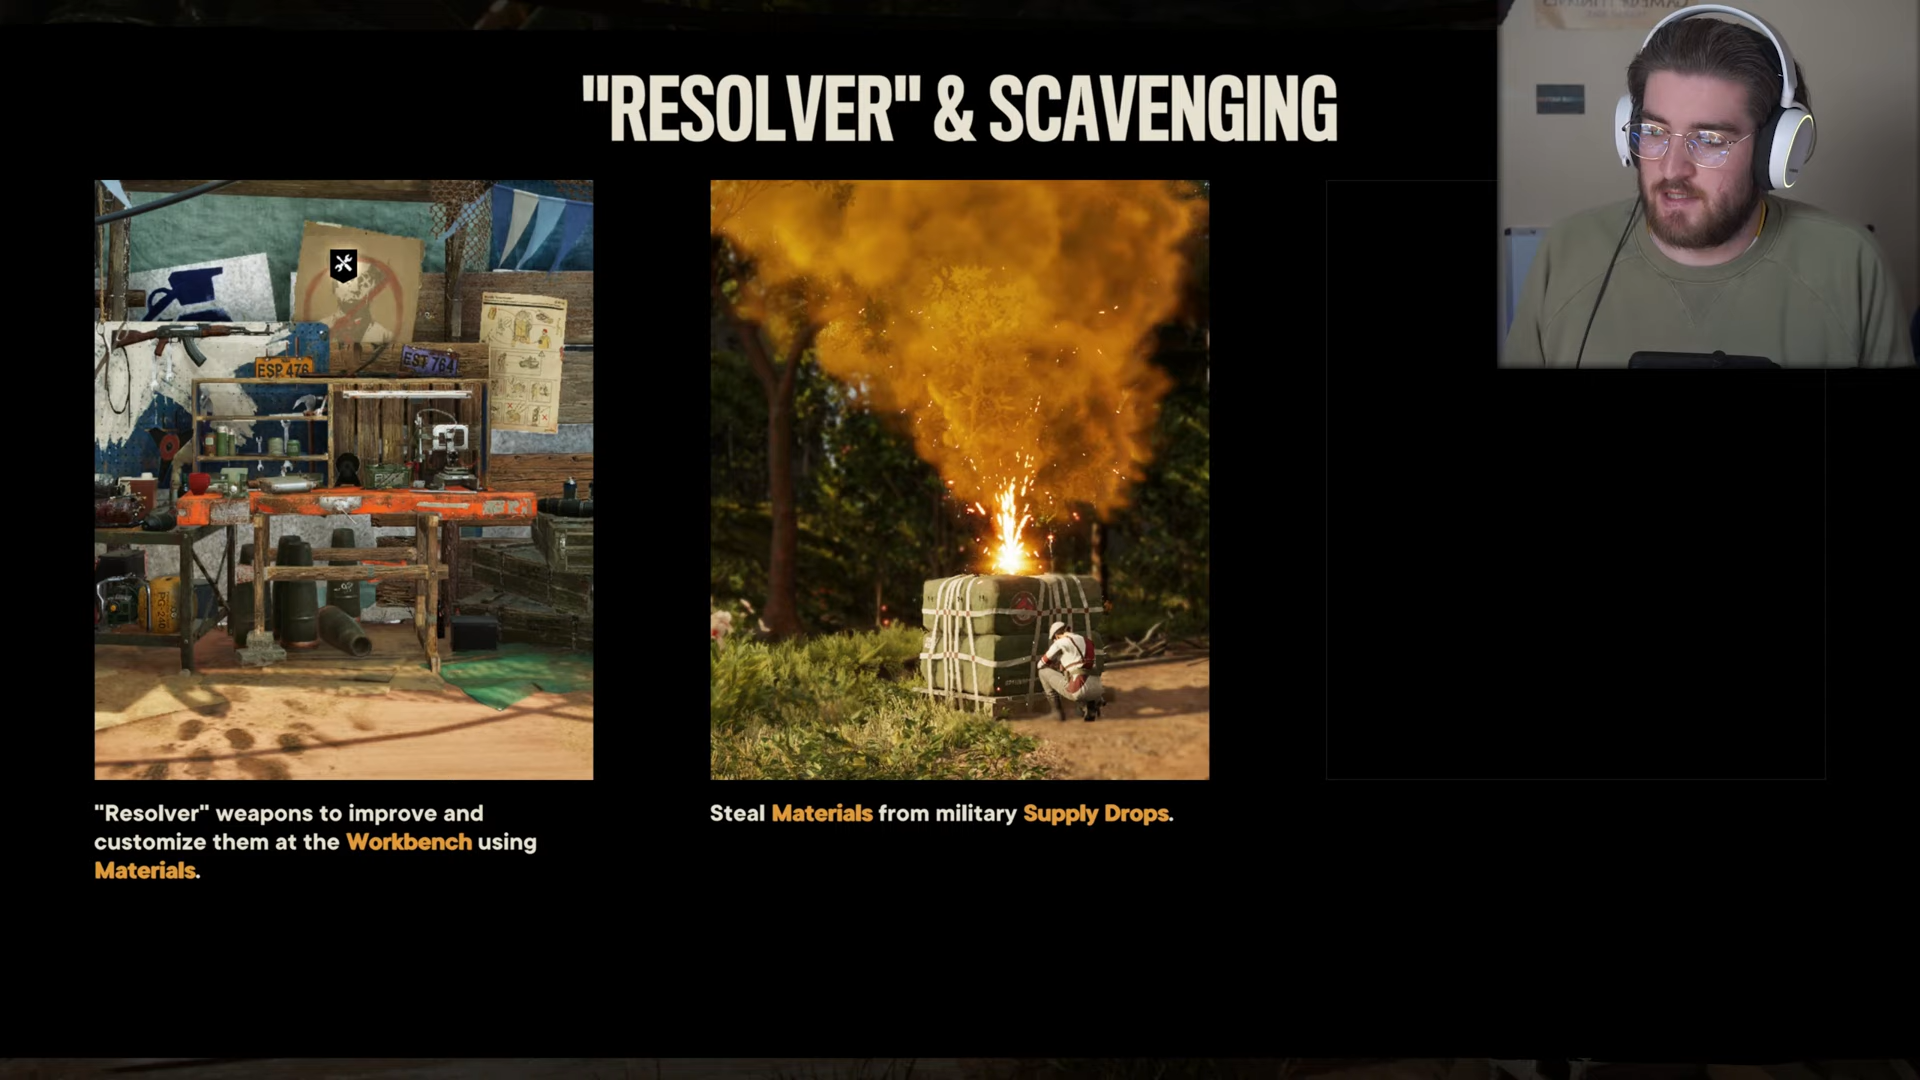 "RESOLVER" & SCAVENGING
ESP 476
EST 764
"Resolver" weapons to improve and
customize them at the Workbench using
Materials.
Steal Materials from military Supply Drops.